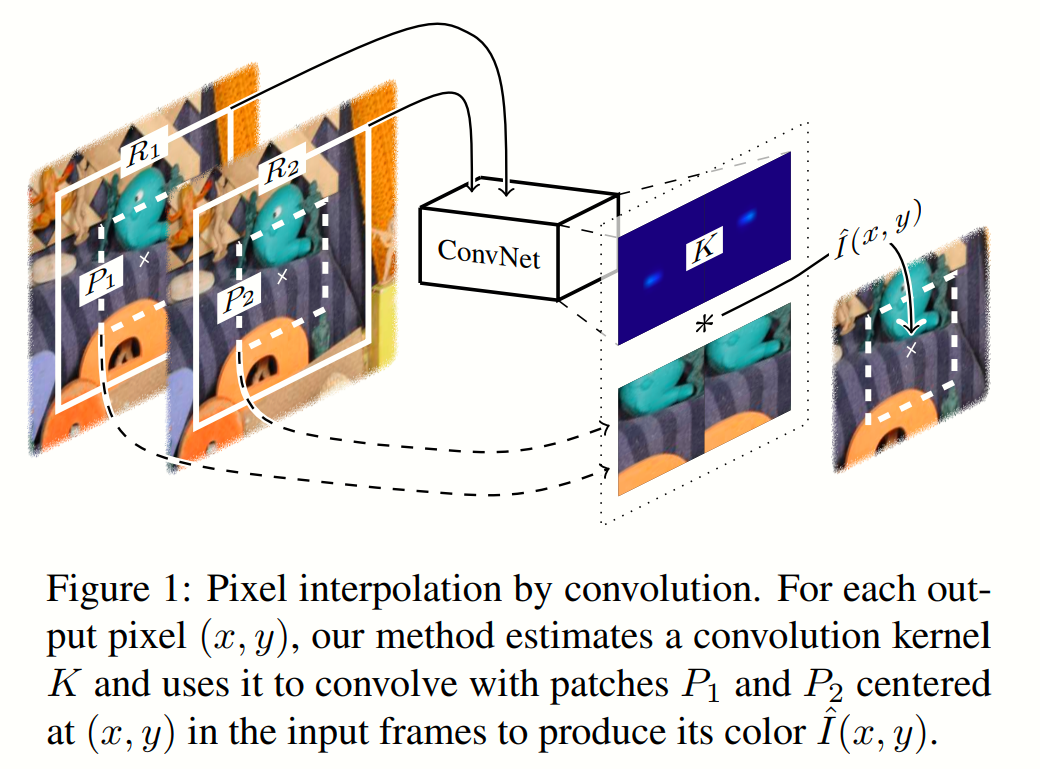 R₁
R₂
P₁
P₂
ConvNet
K
*
Î(x, y)
Figure 1: Pixel interpolation by convolution. For each out-
put pixel (x, y), our method estimates a convolution kernel
K and uses it to convolve with patches P₁ and P₂ centered
at (x, y) in the input frames to produce its color Î(x, y).